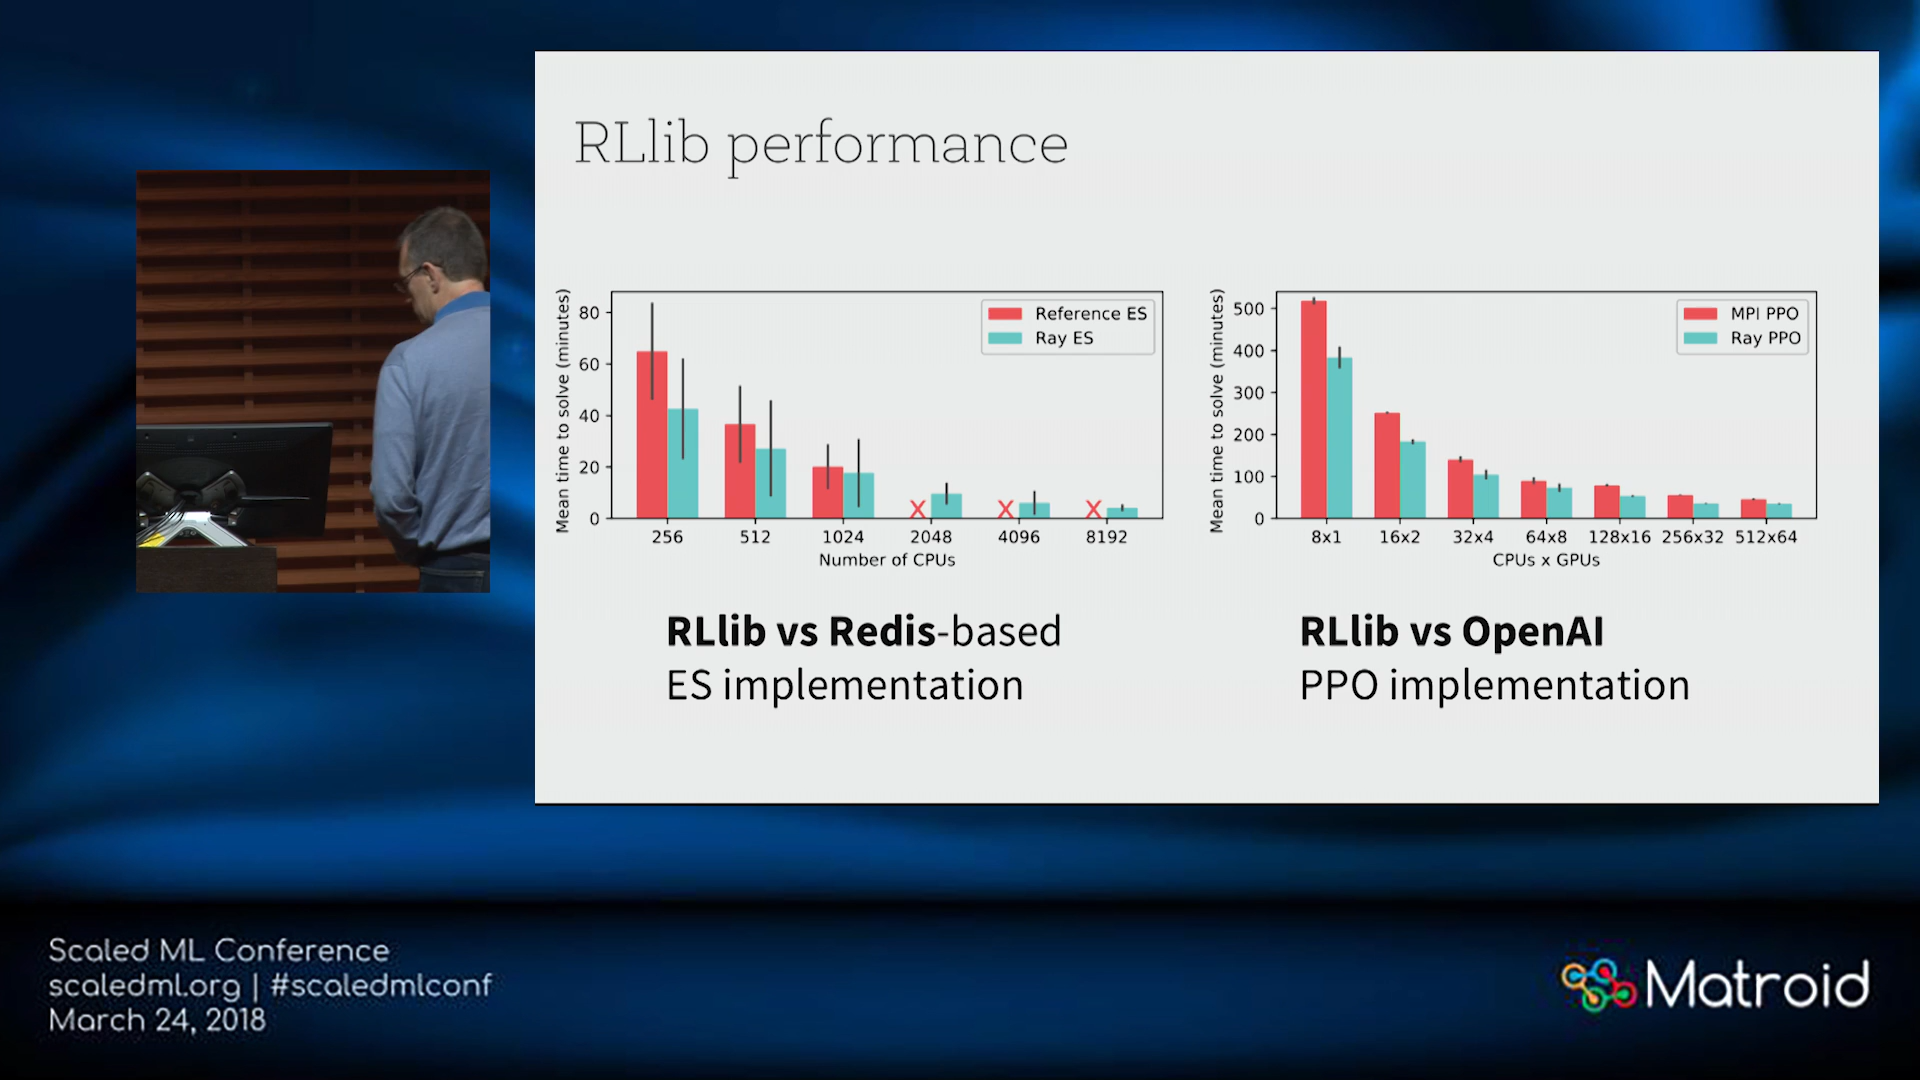 RLlib performance
Mean time to solve (minutes)
80
60
40
20
0
Reference ES
Ray ES
X X X
256 512 1024 2048 4096 8192
Number of CPUs
Mean time to solve (minutes)
500
400
300
200
100
0
MPI PPO
Ray PPO
8x1 16x2 32x4 64x8 128x16 256x32 512x64
CPUs x GPUs
RLlib vs Redis-based
ES implementation
RLlib vs OpenAI
PPO implementation
Scaled ML Conference
scaledml.org | #scaledmlconf
March 24, 2018
Matroid